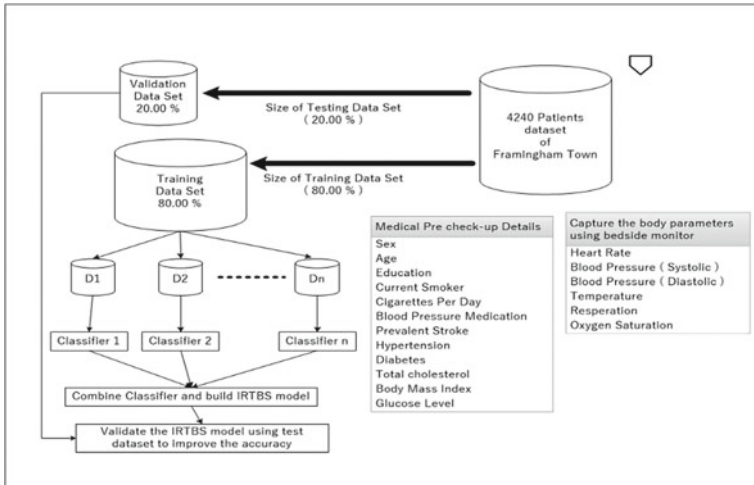 Validation
Data Set
20.00 %
Size of Testing Data Set
( 20.00 % )
4240 Patients
dataset
of
Framingham Town
Training
Data Set
80.00 %
Size of Training Data Set
( 80.00 % )
Medical Pre check-up Details
Sex
Age
Education
Current Smoker
Cigarettes Per Day
Blood Pressure Medication
Prevalent Stroke
Hypertension
Diabetes
Total cholesterol
Body Mass Index
Glucose Level
Capture the body parameters
using bedside monitor
Heart Rate
Blood Pressure ( Systolic )
Blood Pressure ( Diastolic )
Temperature
Resperation
Oxygen Saturation
D1
D2
Dn
Classifier 1
Classifier 2
Classifier n
Combine Classifier and build IRTBS model
Validate the IRTBS model using test
dataset to improve the accuracy